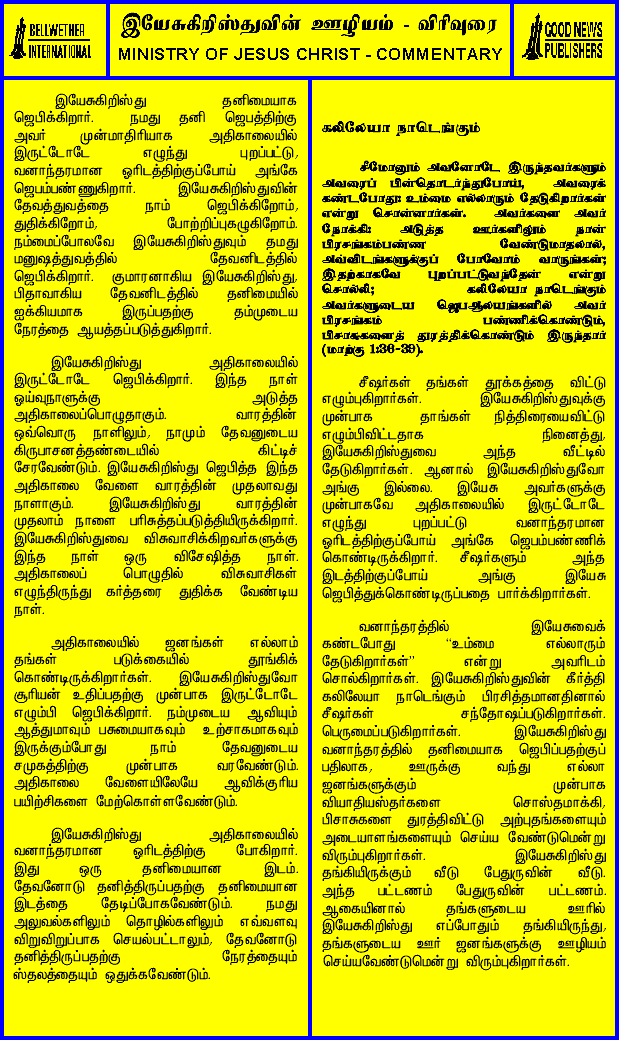 BELLWETHER
INTERNATIONAL
இயேசுகிறிஸ்துவின் ஊழியம் - விரிவுரை
MINISTRY OF JESUS CHRIST - COMMENTARY
GOOD NEWS
PUBLISHERS
இயேசுகிறிஸ்து தனிமையாக
ஜெபிக்கிறார். நமது தனி ஜெபத்திற்கு
அவர் முன்மாதிரியாக அதிகாலையில்
இருட்டோடே எழுந்து புறப்பட்டு,
வனாந்தரமான ஓரிடத்திற்குப்போய் அங்கே
ஜெபம்பண்ணுகிறார். இயேசுகிறிஸ்துவின்
தேவத்துவத்தை நாம் ஜெபிக்கிறோம்,
துதிக்கிறோம், போற்றிப்புகழுகிறோம்.
நம்மைப்போலவே இயேசுகிறிஸ்துவும் தமது
மனுஷத்துவத்தில் தேவனிடத்தில்
ஜெபிக்கிறார். குமாரனாகிய இயேசுகிறிஸ்து,
பிதாவாகிய தேவனிடத்தில் தனிமையில்
ஐக்கியமாக இருப்பதற்கு தம்முடைய
நேரத்தை ஆயத்தப்படுத்துகிறார்.
இயேசுகிறிஸ்து அதிகாலையில்
இருட்டோடே ஜெபிக்கிறார். இந்த நாள்
ஓய்வுநாளுக்கு அடுத்த
அதிகாலைப்பொழுதாகும். வாரத்தின்
ஒவ்வொரு நாளிலும், நாமும் தேவனுடைய
கிருபாசனத்தண்டையில் கிட்டிச்
சேரவேண்டும். இயேசுகிறிஸ்து ஜெபித்த இந்த
அதிகாலை வேளை வாரத்தின் முதலாவது
நாளாகும். இயேசுகிறிஸ்து வாரத்தின்
முதலாம் நாளை பரிசுத்தப்படுத்தியிருக்கிறார்.
இயேசுகிறிஸ்துவை விசுவாசிக்கிறவர்களுக்கு
இந்த நாள் ஒரு விசேஷித்த நாள்.
அதிகாலைப் பொழுதில் விசுவாசிகள்
எழுந்திருந்து கர்த்தரை துதிக்க வேண்டிய
நாள்.
அதிகாலையில் ஜனங்கள் எல்லாம்
தங்கள் படுக்கையில் தூங்கிக்
கொண்டிருக்கிறார்கள். இயேசுகிறிஸ்துவோ
சூரியன் உதிப்பதற்கு முன்பாக இருட்டோடே
எழும்பி ஜெபிக்கிறார். நம்முடைய ஆவியும்
ஆத்துமாவும் பசுமையாகவும் உற்சாகமாகவும்
இருக்கும்போது நாம் தேவனுடைய
சமுகத்திற்கு முன்பாக வரவேண்டும்.
அதிகாலை வேளையிலேயே ஆவிக்குரிய
பயிற்சிகளை மேற்கொள்ளவேண்டும்.
இயேசுகிறிஸ்து அதிகாலையில்
வனாந்தரமான ஓரிடத்திற்கு போகிறார்.
இது ஒரு தனிமையான இடம்.
தேவனோடு தனித்திருப்பதற்கு தனிமையான
இடத்தை தேடிப்போகவேண்டும். நமது
அலுவல்களிலும் தொழில்களிலும் எவ்வளவு
விறுவிறுப்பாக செயல்பட்டாலும், தேவனோடு
தனித்திருப்பதற்கு நேரத்தையும்
ஸ்தலத்தையும் ஒதுக்கவேண்டும்.
கலிலேயா நாடெங்கும்
சீமோனும் அவனோடே இருந்தவர்களும்
அவரைப் பின்தொடர்ந்துபோய், அவரைக்
கண்டபோது: உம்மை எல்லாரும் தேடுகிறார்கள்
என்று சொன்னார்கள். அவர்களை அவர்
நோக்கி: அடுத்த ஊர்களிலும் நான்
பிரசங்கம்பண்ண வேண்டுமாதலால்,
அவ்விடங்களுக்குப் போவோம் வாருங்கள்;
இதற்காகவே புறப்பட்டுவந்தேன் என்று
சொல்லி; கலிலேயா நாடெங்கும்
அவர்களுடைய ஜெபஆலயங்களில் அவர்
பிரசங்கம் பண்ணிக்கொண்டும்,
பிசாசுகளைத் துரத்திக்கொண்டும் இருந்தார்
(மாற்கு 1:36-39).
சீஷர்கள் தங்கள் தூக்கத்தை விட்டு
எழும்புகிறார்கள். இயேசுகிறிஸ்துவுக்கு
முன்பாக தாங்கள் நித்திரையைவிட்டு
எழும்பிவிட்டதாக நினைத்து,
இயேசுகிறிஸ்துவை அந்த வீட்டில்
தேடுகிறார்கள். ஆனால் இயேசுகிறிஸ்துவோ
அங்கு இல்லை. இயேசு அவர்களுக்கு
முன்பாகவே அதிகாலையில் இருட்டோடே
எழுந்து புறப்பட்டு வனாந்தரமான
ஓரிடத்திற்குப்போய் அங்கே ஜெபம்பண்ணிக்
கொண்டிருக்கிறார். சீஷர்களும் அந்த
இடத்திற்குப்போய் அங்கு இயேசு
ஜெபித்துக்கொண்டிருப்பதை பார்க்கிறார்கள்.
வனாந்தரத்தில் இயேசுவைக்
கண்டபோது “உம்மை எல்லாரும்
தேடுகிறார்கள்” என்று அவரிடம்
சொல்கிறார்கள். இயேசுகிறிஸ்துவின் கீர்த்தி
கலிலேயா நாடெங்கும் பிரசித்தமானதினால்
சீஷர்கள் சந்தோஷப்படுகிறார்கள்.
பெருமைப்படுகிறார்கள். இயேசுகிறிஸ்து
வனாந்தரத்தில் தனிமையாக ஜெபிப்பதற்குப்
பதிலாக, ஊருக்கு வந்து எல்லா
ஜனங்களுக்கும் முன்பாக
வியாதியஸ்தர்களை சொஸ்தமாக்கி,
பிசாசுகளை துரத்திவிட்டு அற்புதங்களையும்
அடையாளங்களையும் செய்ய வேண்டுமென்று
விரும்புகிறார்கள். இயேசுகிறிஸ்து
தங்கியிருக்கும் வீடு பேதுருவின் வீடு.
அந்த பட்டணம் பேதுருவின் பட்டணம்.
ஆகையினால் தங்களுடைய ஊரில்
இயேசுகிறிஸ்து எப்போதும் தங்கியிருந்து,
தங்களுடைய ஊர் ஜனங்களுக்கு ஊழியம்
செய்யவேண்டுமென்று விரும்புகிறார்கள்.